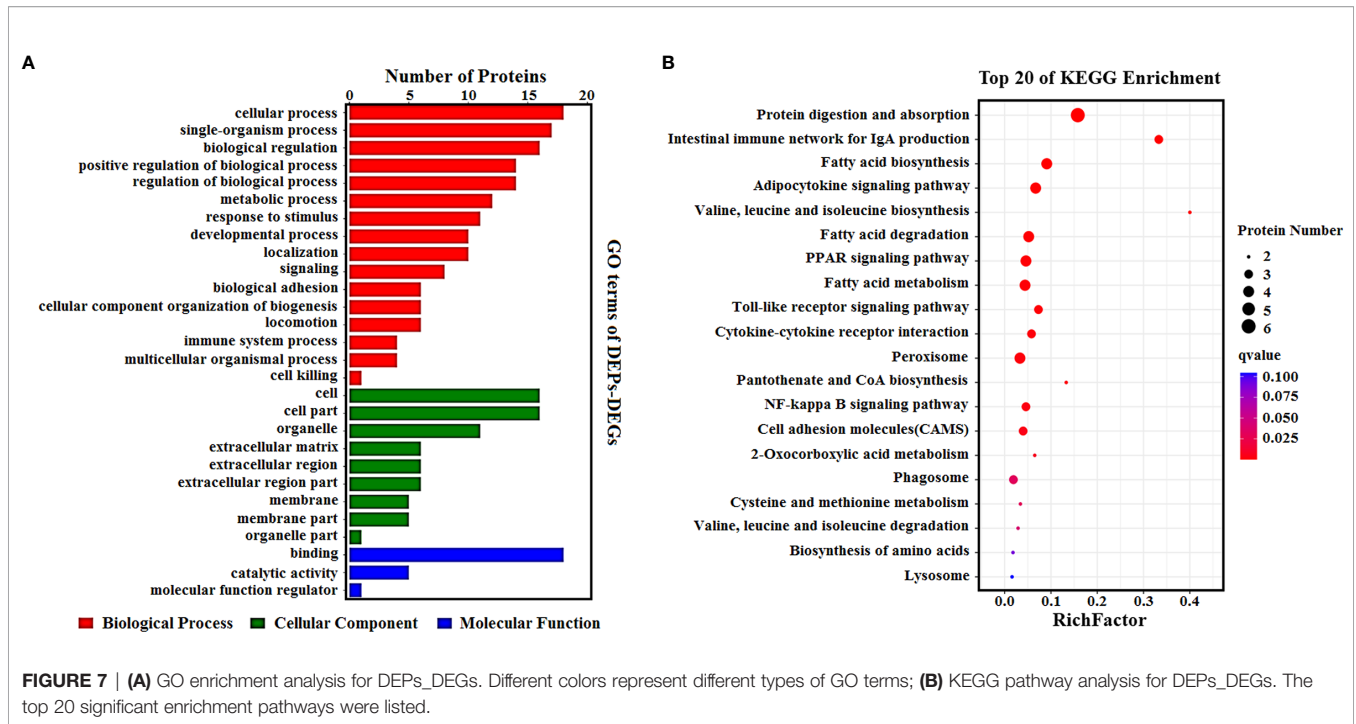 A
Number of Proteins
0 5 10 15 20
cellular process
single-organism process
biological regulation
positive regulation of biological process
regulation of biological process
metabolic process
response to stimulus
developmental process
localization
signaling
biological adhesion
cellular component organization of biogenesis
locomotion
immune system process
multicellular organismal process
cell killing
cell
cell part
organelle
extracellular matrix
extracellular region
extracellular region part
membrane
membrane part
organelle part
binding
catalytic activity
molecular function regulator
GO terms of DEPs-DEGs
Biological Process Cellular Component Molecular Function
B
Top 20 of KEGG Enrichment
Protein digestion and absorption
Intestinal immune network for IgA production
Fatty acid biosynthesis
Adipocytokine signaling pathway
Valine, leucine and isoleucine biosynthesis
Fatty acid degradation
PPAR signaling pathway
Fatty acid metabolism
Toll-like receptor signaling pathway
Cytokine-cytokine receptor interaction
Peroxisome
Pantothenate and CoA biosynthesis
NF-kappa B signaling pathway
Cell adhesion molecules(CAMS)
2-Oxocarboxylic acid metabolism
Phagosome
Cysteine and methionine metabolism
Valine, leucine and isoleucine degradation
Biosynthesis of amino acids
Lysosome
0.0 0.1 0.2 0.3 0.4
RichFactor
Protein Number
2
3
4
5
6
qvalue
0.100
0.075
0.050
0.025
FIGURE 7 | (A) GO enrichment analysis for DEPs_DEGs. Different colors represent different types of GO terms; (B) KEGG pathway analysis for DEPs_DEGs. The
top 20 significant enrichment pathways were listed.